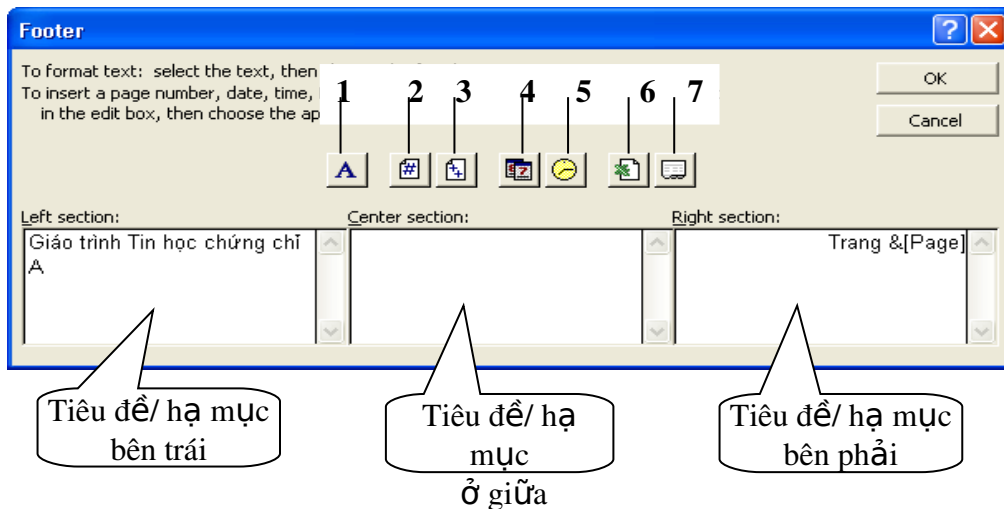 Footer
To format text: select the text, then
To insert a page number, date, time,
in the edit box, then choose the ap
1 2 3 4 5 6 7
OK
Cancel
Left section:
Center section:
Right section:
Giáo trình Tin học chứng chỉ
A
Trang &[Page]
Tiêu đề/ hạ mục
bên trái
Tiêu đề/ hạ
mục
ở giữa
Tiêu đề/ hạ mục
bên phải